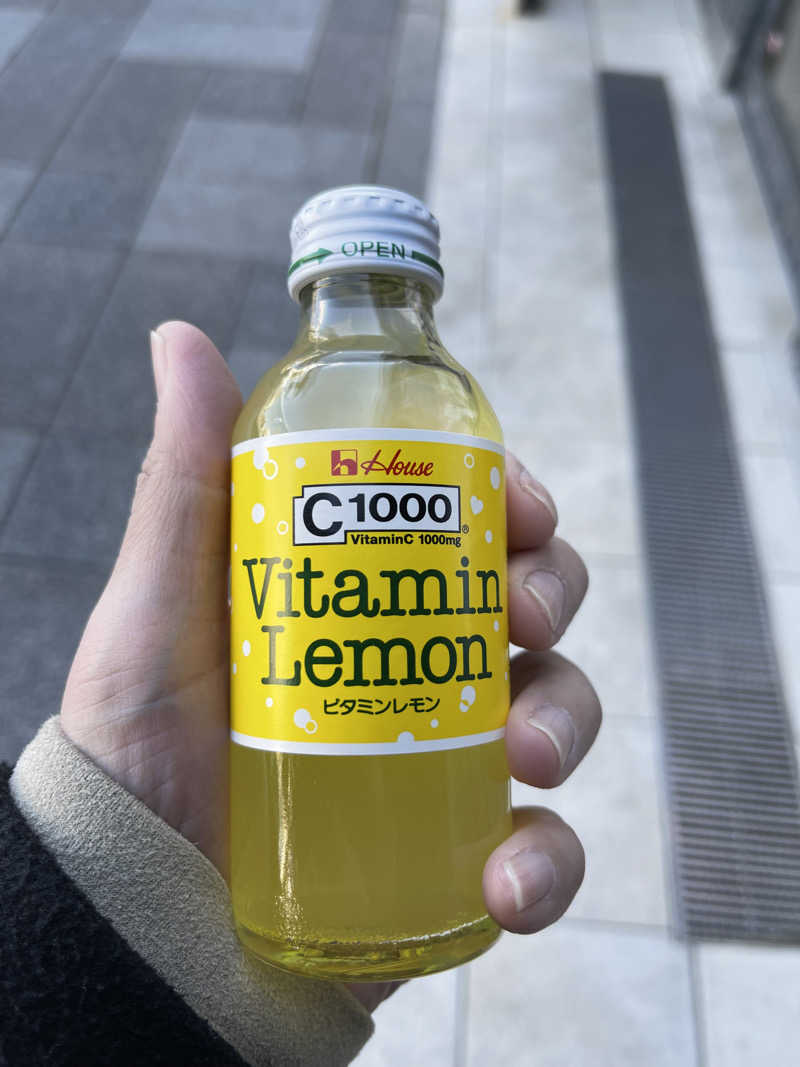 OPEN
House
C1000®
VitaminC 1000mg
Vitamin
Lemon
ビタミンレモン